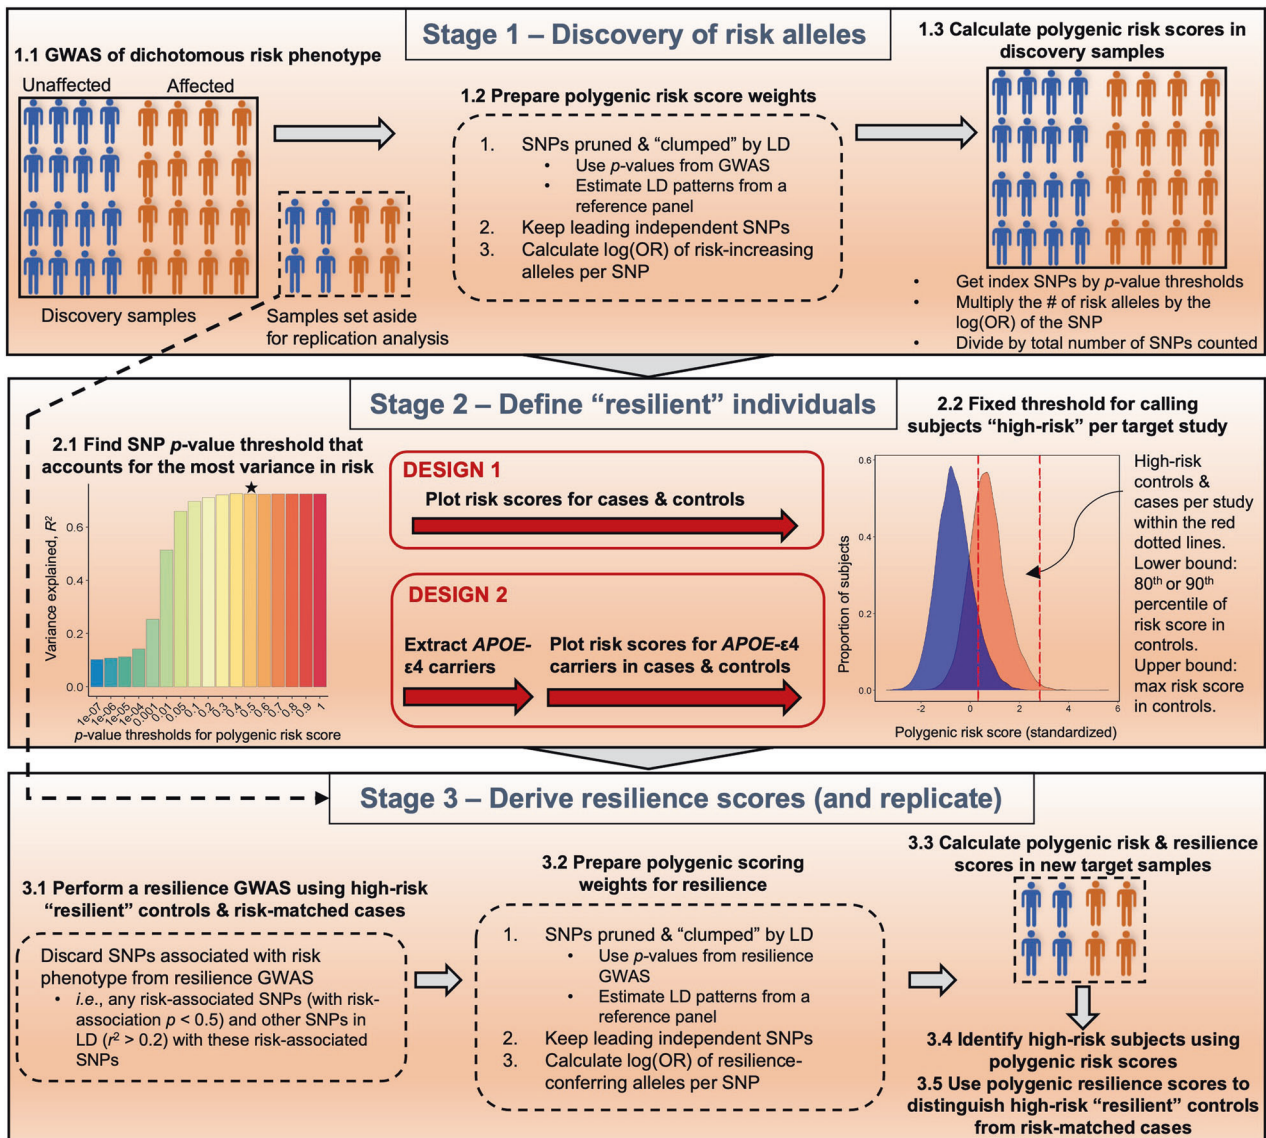 Stage 1 – Discovery of risk alleles
1.1 GWAS of dichotomous risk phenotype
Unaffected
Affected
Discovery samples
Samples set aside
for replication analysis
1.2 Prepare polygenic risk score weights
1. SNPs pruned & “clumped” by LD
• Use p-values from GWAS
• Estimate LD patterns from a
reference panel
2. Keep leading independent SNPs
3. Calculate log(OR) of risk-increasing
alleles per SNP
1.3 Calculate polygenic risk scores in
discovery samples
• Get index SNPs by p-value thresholds
• Multiply the # of risk alleles by the
log(OR) of the SNP
• Divide by total number of SNPs counted
Stage 2 – Define “resilient” individuals
2.1 Find SNP p-value threshold that
accounts for the most variance in risk
Variance explained, R²
0.6
0.4
0.2
0.0
1e-07
1e-06
1e-05
1e-04
0.001
0.01
0.05
0.1
0.2
0.3
0.4
0.5
0.6
0.7
0.8
0.9
1
p-value thresholds for polygenic risk score
DESIGN 1
Plot risk scores for cases & controls
DESIGN 2
Extract APOE-
ε4 carriers
Plot risk scores for APOE-ε4
carriers in cases & controls
2.2 Fixed threshold for calling
subjects “high-risk” per target study
Proportion of subjects
0.6
0.4
0.2
0.0
-2
0
2
4
6
Polygenic risk score (standardized)
High-risk
controls &
cases per study
within the red
dotted lines.
Lower bound:
80th or 90th
percentile of
risk score in
controls.
Upper bound:
max risk score
in controls.
Stage 3 – Derive resilience scores (and replicate)
3.1 Perform a resilience GWAS using high-risk
“resilient” controls & risk-matched cases
Discard SNPs associated with risk
phenotype from resilience GWAS
• i.e., any risk-associated SNPs (with risk-
association p < 0.5) and other SNPs in
LD (r² > 0.2) with these risk-associated
SNPs
3.2 Prepare polygenic scoring
weights for resilience
1. SNPs pruned & “clumped” by LD
• Use p-values from resilience
GWAS
• Estimate LD patterns from a
reference panel
2. Keep leading independent SNPs
3. Calculate log(OR) of resilience-
conferring alleles per SNP
3.3 Calculate polygenic risk & resilience
scores in new target samples
3.4 Identify high-risk subjects using
polygenic risk scores
3.5 Use polygenic resilience scores to
distinguish high-risk “resilient” controls
from risk-matched cases